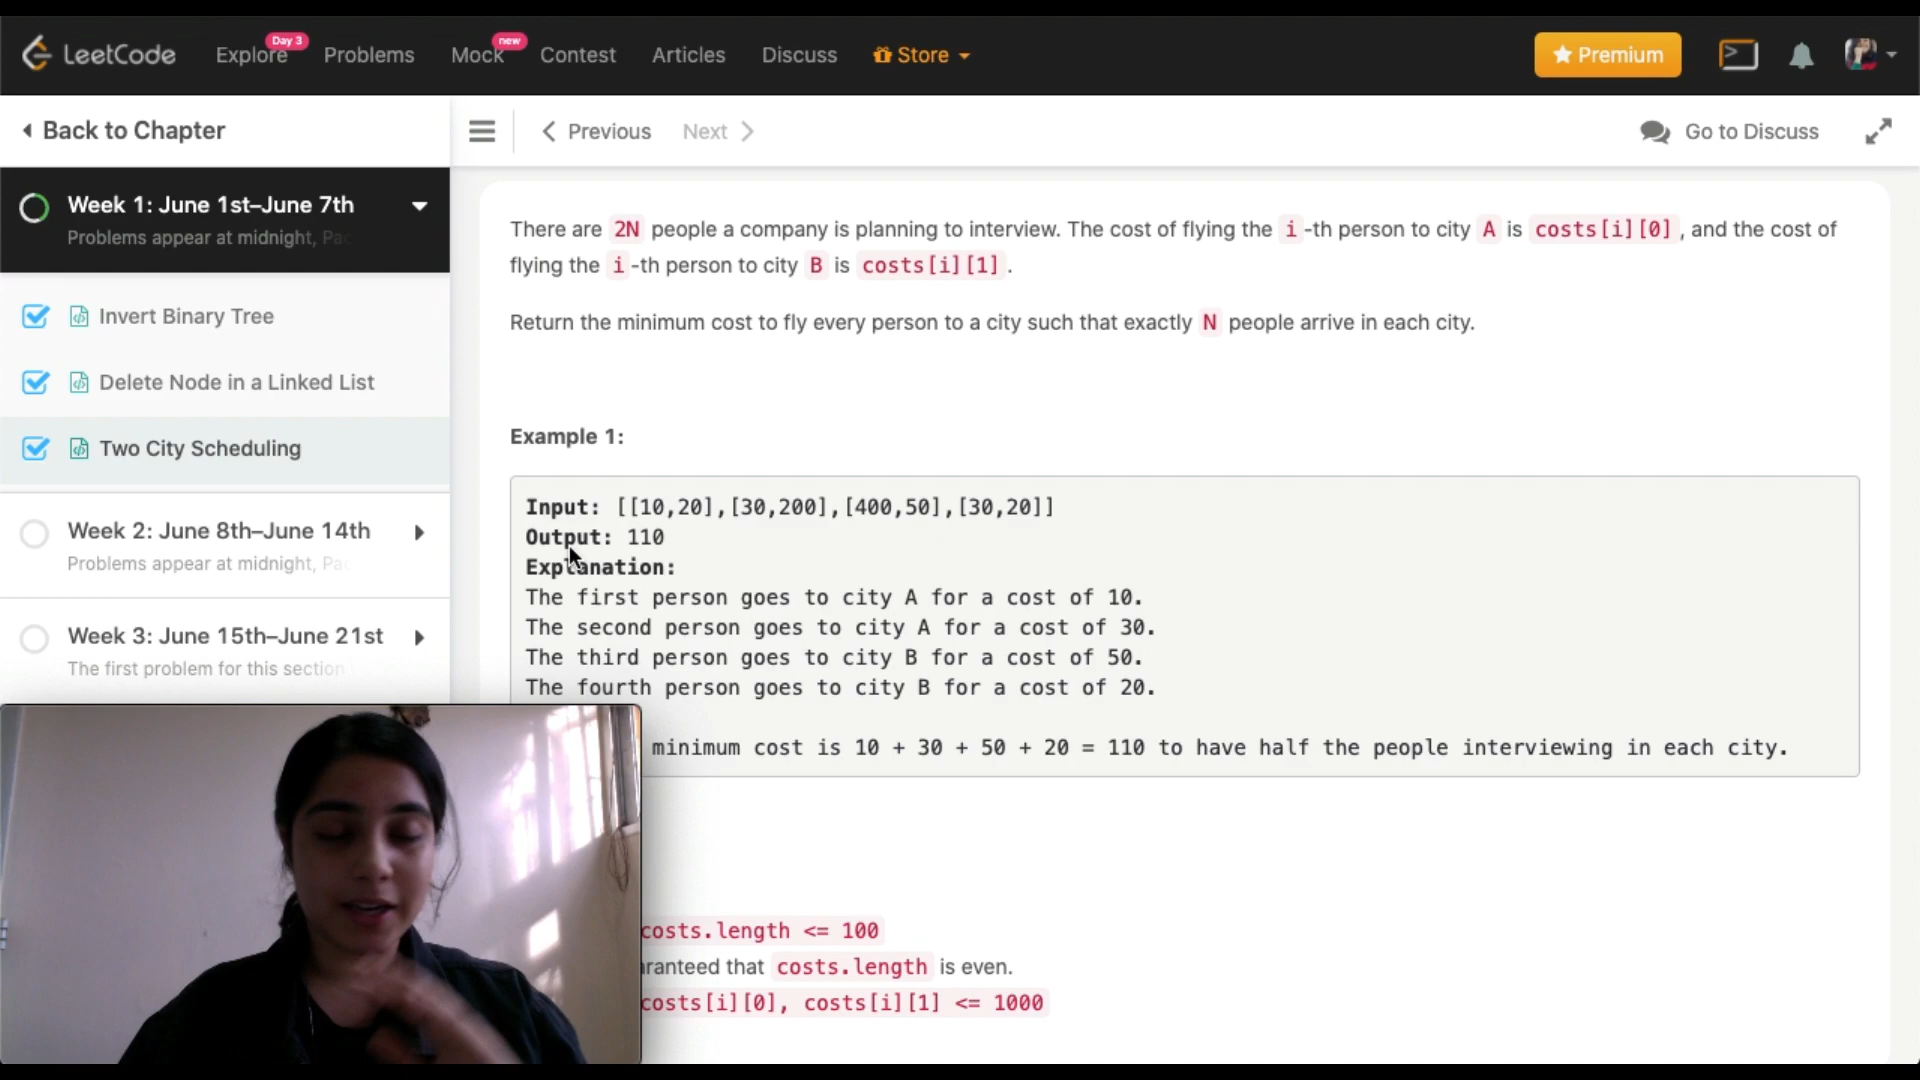 LeetCode
Explore
Day 3
Problems
Mock
new
Contest
Articles
Discuss
Store
Premium
Back to Chapter
Previous
Next
Go to Discuss
Week 1: June 1st–June 7th
Problems appear at midnight, Pac
Invert Binary Tree
Delete Node in a Linked List
Two City Scheduling
Week 2: June 8th–June 14th
Problems appear at midnight, Pac
Week 3: June 15th–June 21st
The first problem for this section
There are 2N people a company is planning to interview. The cost of flying the i -th person to city A is costs[i][0] , and the cost of
flying the i -th person to city B is costs[i][1] .
Return the minimum cost to fly every person to a city such that exactly N people arrive in each city.
Example 1:
Input: [[10,20],[30,200],[400,50],[30,20]]
Output: 110
Explanation:
The first person goes to city A for a cost of 10.
The second person goes to city A for a cost of 30.
The third person goes to city B for a cost of 50.
The fourth person goes to city B for a cost of 20.
minimum cost is 10 + 30 + 50 + 20 = 110 to have half the people interviewing in each city.
costs.length <= 100
aranteed that costs.length is even.
costs[i][0], costs[i][1] <= 1000